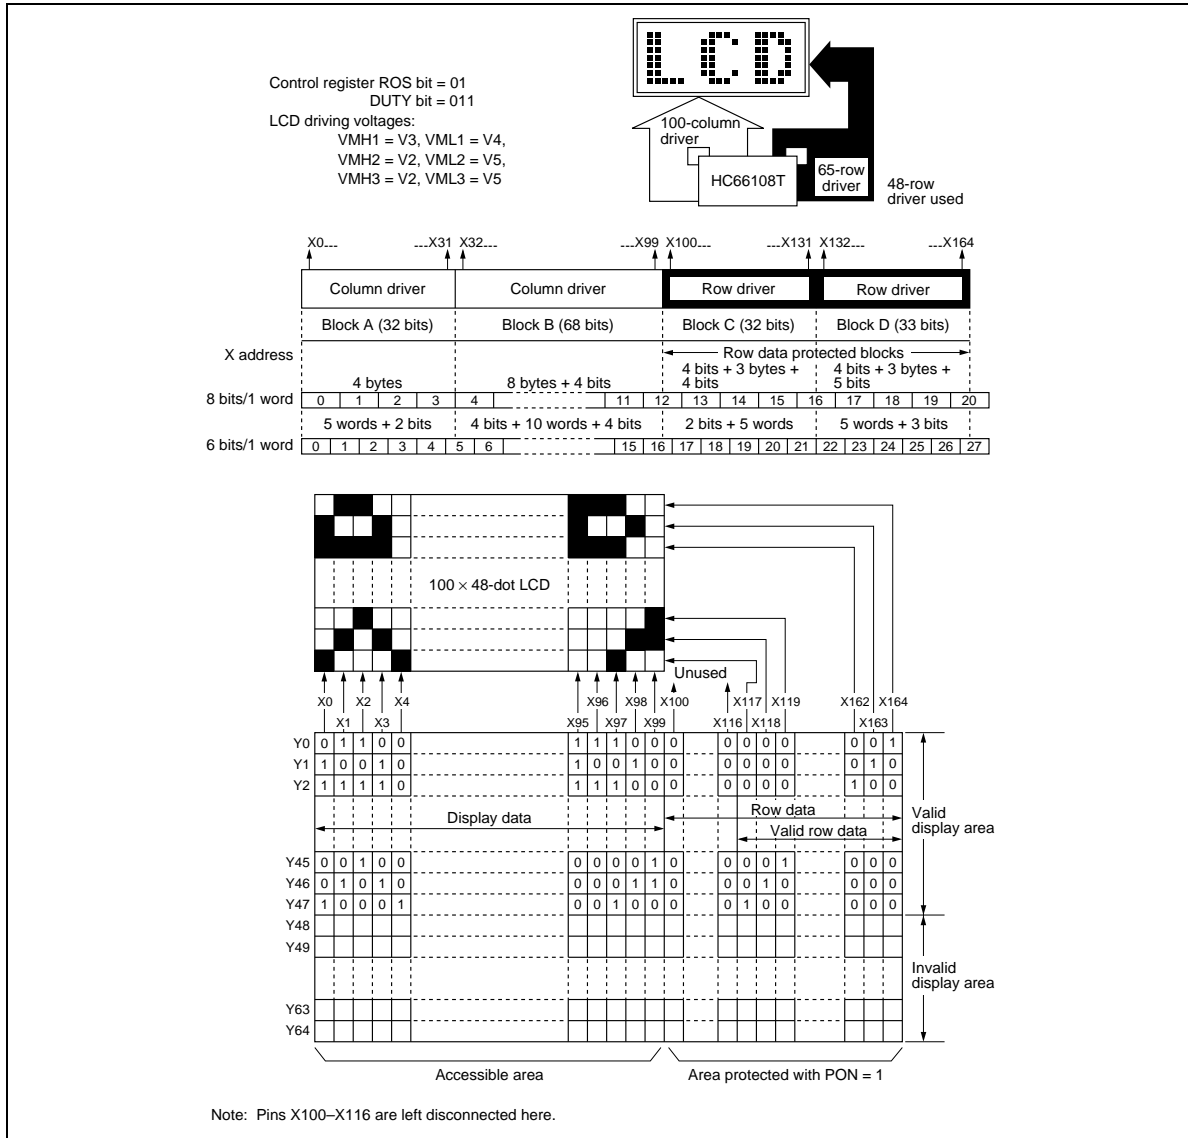 LCD
Control register ROS bit = 01
DUTY bit = 011
LCD driving voltages:
VMH1 = V3, VML1 = V4,
VMH2 = V2, VML2 = V5,
VMH3 = V2, VML3 = V5
100-column
driver
HC66108T
65-row
driver
48-row
driver used
X0--- ---X31 X32--- ---X99 X100--- ---X131 X132--- ---X164
Column driver Column driver Row driver Row driver
Block A (32 bits) Block B (68 bits) Block C (32 bits) Block D (33 bits)
X address
Row data protected blocks
4 bytes 8 bytes + 4 bits 4 bits + 3 bytes + 4 bits 4 bits + 3 bytes + 5 bits
8 bits/1 word 0 1 2 3 4 11 12 13 14 15 16 17 18 19 20
5 words + 2 bits 4 bits + 10 words + 4 bits 2 bits + 5 words 5 words + 3 bits
6 bits/1 word 0 1 2 3 4 5 6 15 16 17 18 19 20 21 22 23 24 25 26 27
100 × 48-dot LCD
Unused
X0 X2 X4 X96 X98 X100 X117 X119 X162 X164
X1 X3 X95 X97 X99 X116 X118 X163
Y0 0 1 1 0 0 1 1 1 0 0 0 0 0 0 0 0 0 1
Y1 1 0 0 1 0 1 0 0 1 0 0 0 0 0 0 0 1 0
Y2 1 1 1 1 0 1 1 1 0 0 0 0 0 0 0 1 0 0
Display data Row data Valid
display area
Valid row data
Y45 0 0 1 0 0 0 0 0 0 1 0 0 0 0 1 0 0 0
Y46 0 1 0 1 0 0 0 0 1 1 0 0 0 1 0 0 0 0
Y47 1 0 0 0 1 0 0 1 0 0 0 0 1 0 0 0 0 0
Y48
Y49
Invalid
display area
Y63
Y64
Accessible area Area protected with PON = 1
Note: Pins X100–X116 are left disconnected here.